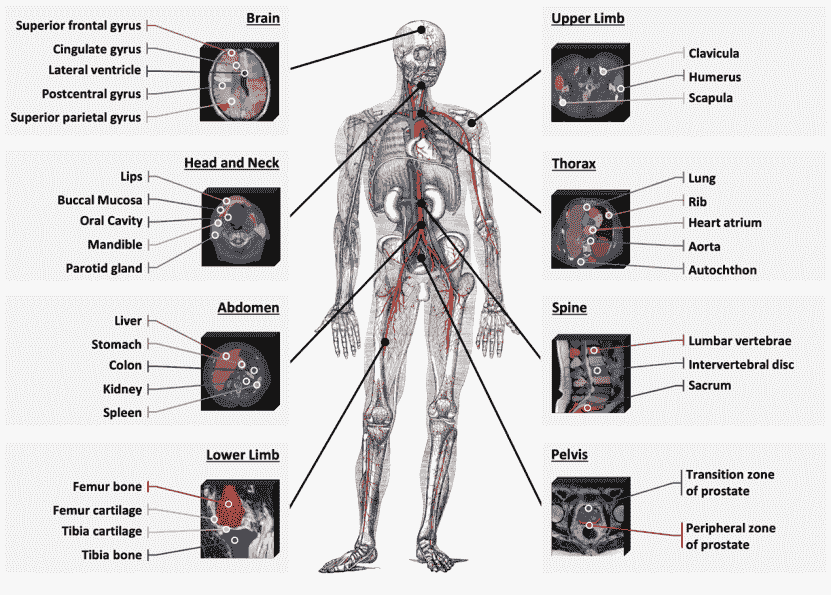 Brain
Superior frontal gyrus
Cingulate gyrus
Lateral ventricle
Postcentral gyrus
Superior parietal gyrus
Head and Neck
Lips
Buccal Mucosa
Oral Cavity
Mandible
Parotid gland
Abdomen
Liver
Stomach
Colon
Kidney
Spleen
Lower Limb
Femur bone
Femur cartilage
Tibia cartilage
Tibia bone
Upper Limb
Clavicula
Humerus
Scapula
Thorax
Lung
Rib
Heart atrium
Aorta
Autochthon
Spine
Lumbar vertebrae
Intervertebral disc
Sacrum
Pelvis
Transition zone
of prostate
Peripheral zone
of prostate